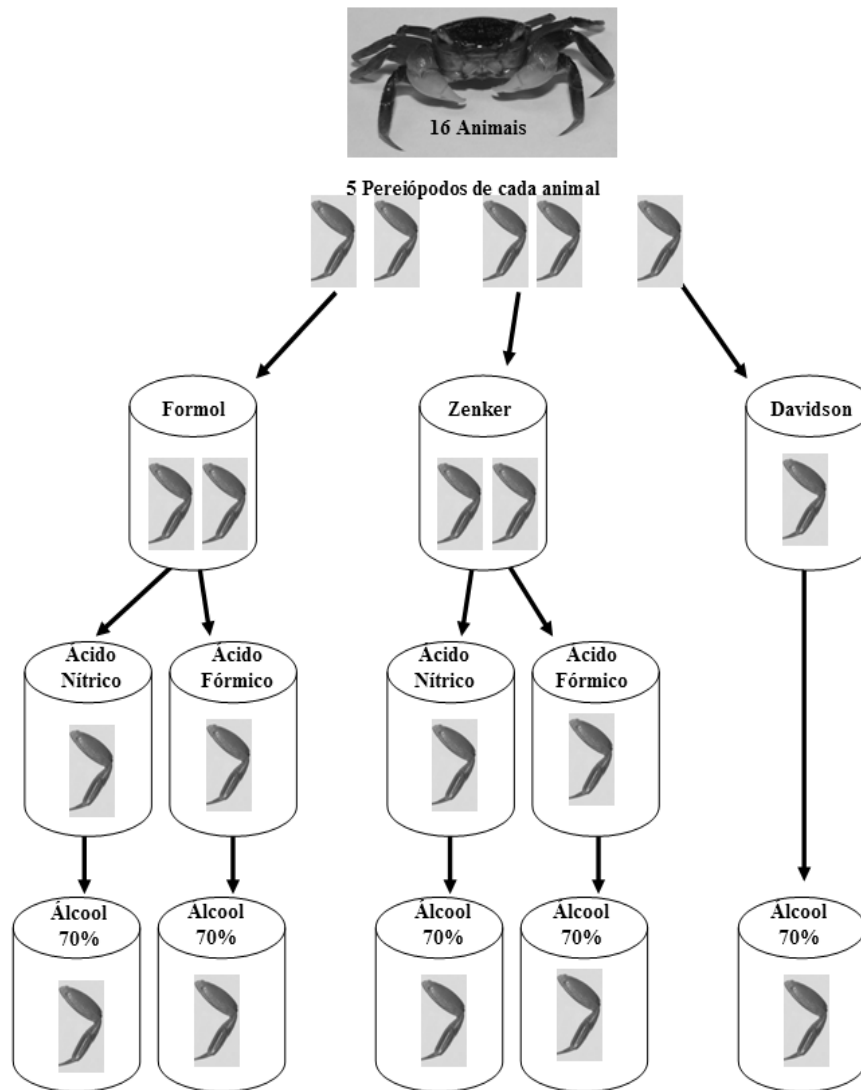 16 Animais
5 Pereiópodos de cada animal
Formol
Zenker
Davidson
Ácido
Nítrico
Ácido
Fórmico
Ácido
Nítrico
Ácido
Fórmico
Álcool
70%
Álcool
70%
Álcool
70%
Álcool
70%
Álcool
70%